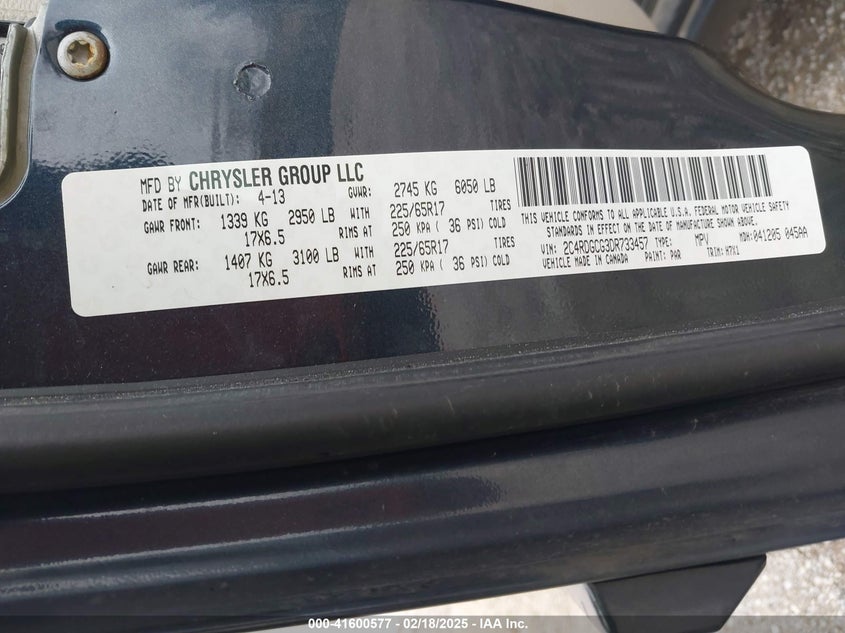 MFD BY CHRYSLER GROUP LLC
DATE OF MFR(BUILT): 4-13 GVWR: 2745 KG 6050 LB
GAWR FRONT: 1339 KG 2950 LB WITH 225/65R17 TIRES
17X6.5 RIMS AT 250 KPA ( 36 PSI) COLD
GAWR REAR: 1407 KG 3100 LB WITH 225/65R17 TIRES
17X6.5 RIMS AT 250 KPA ( 36 PSI) COLD
THIS VEHICLE CONFORMS TO ALL APPLICABLE U.S.A. FEDERAL MOTOR VEHICLE SAFETY
STANDARDS IN EFFECT ON THE DATE OF MANUFACTURE SHOWN ABOVE.
VIN: 2C4RDGCG3DR733457 TYPE: MPV MDH: 041205 045AA
VEHICLE MADE IN CANADA PAINT: PAR TRIM: H7X1
000-41600577 - 02/18/2025 - IAA Inc.